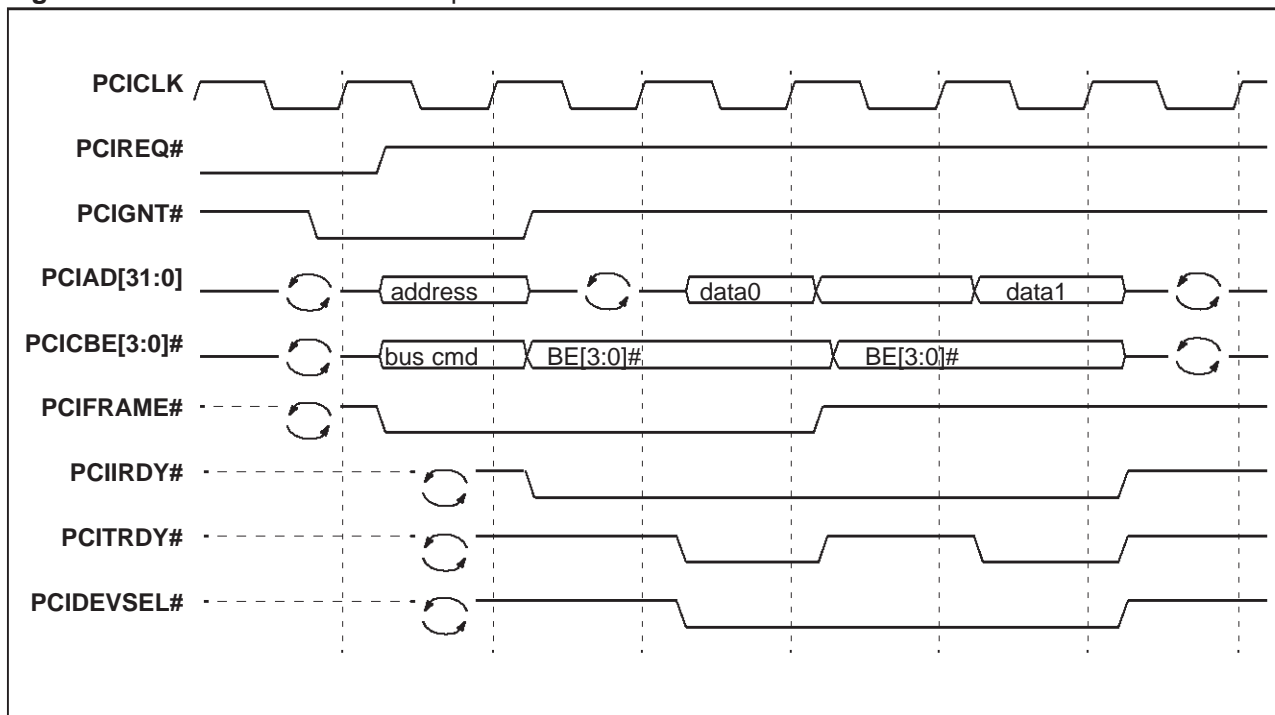 PCICLK
PCIREQ#
PCIGNT#
PCIAD[31:0]
address
data0
data1
PCICBE[3:0]#
bus cmd
BE[3:0]#
BE[3:0]#
PCIFRAME#
PCIIRDY#
PCITRDY#
PCIDEVSEL#